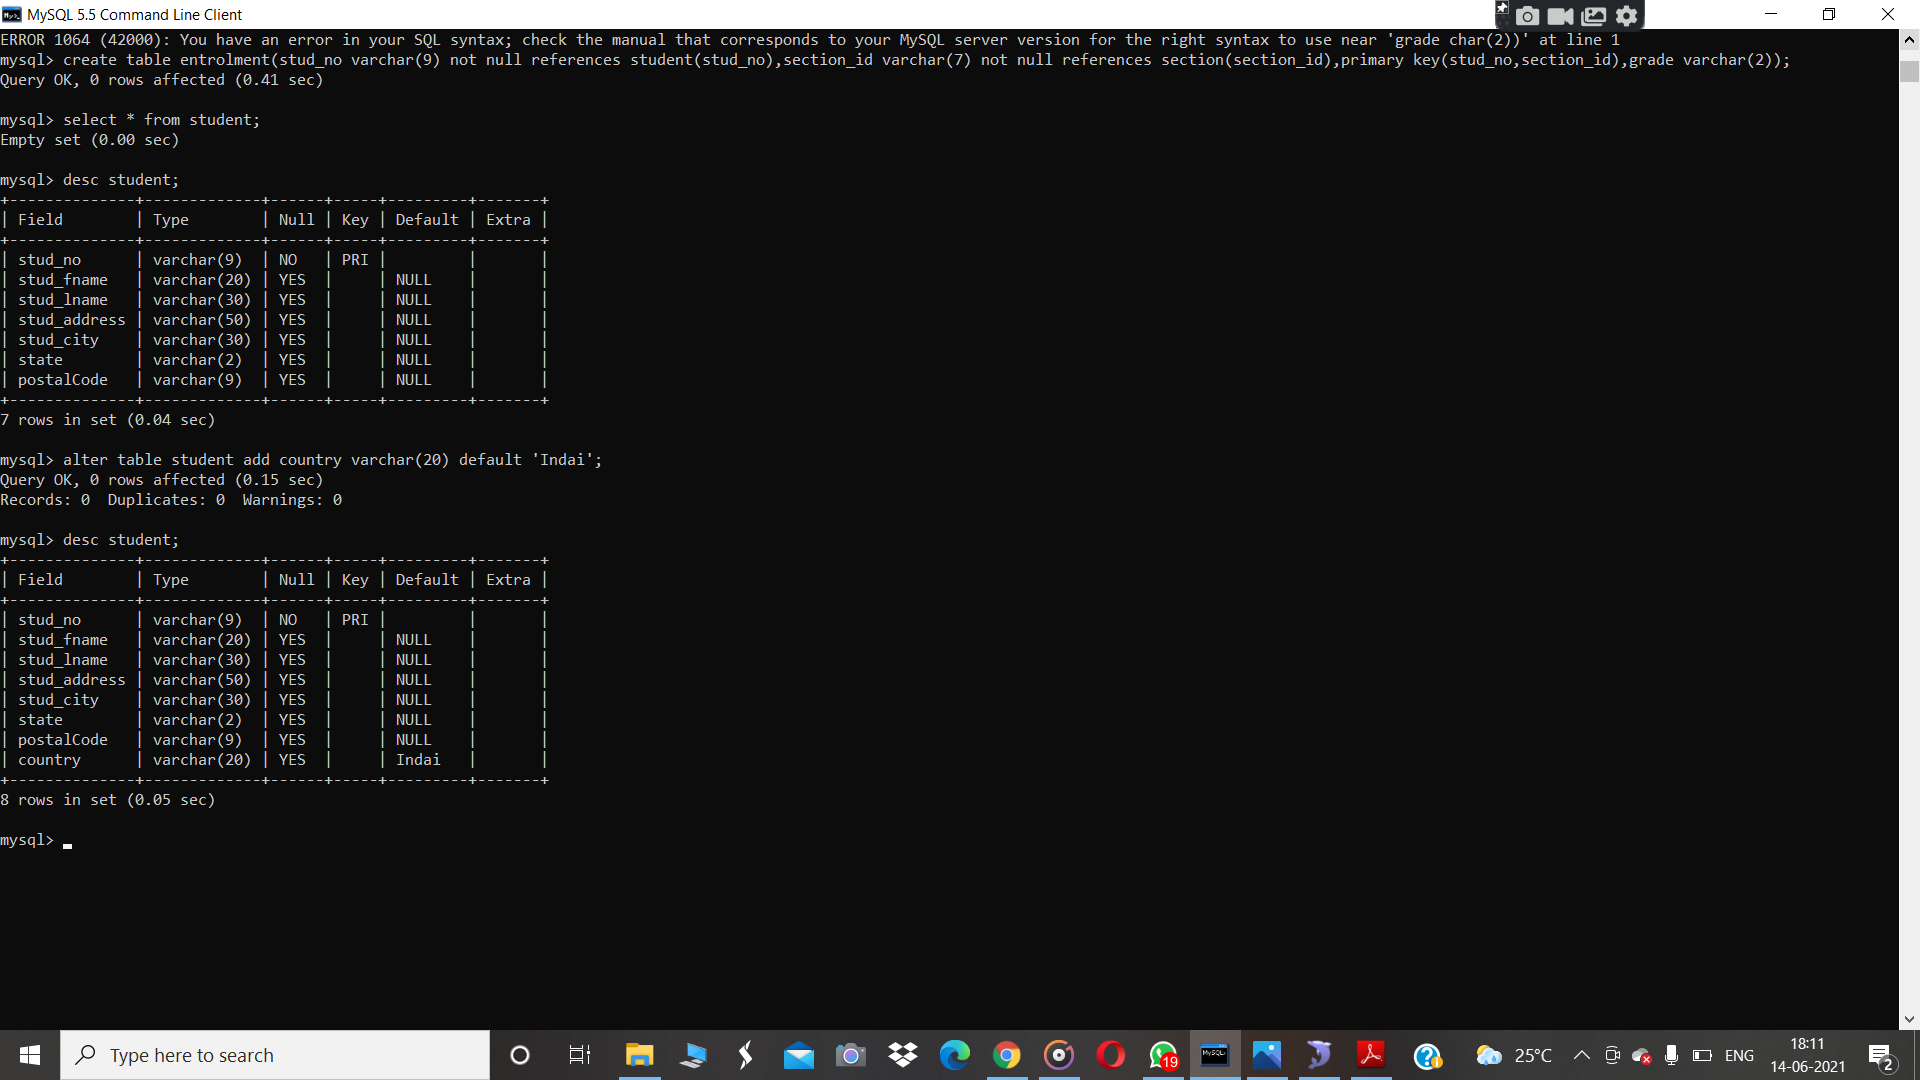 MySQL 5.5 Command Line Client
ERROR 1064 (42000): You have an error in your SQL syntax; check the manual that corresponds to your MySQL server version for the right syntax to use near 'grade char(2))' at line 1
mysql> create table entrolment(stud_no varchar(9) not null references student(stud_no),section_id varchar(7) not null references section(section_id),primary key(stud_no,section_id),grade varchar(2));
Query OK, 0 rows affected (0.41 sec)

mysql> select * from student;
Empty set (0.00 sec)

mysql> desc student;
+--------------+-------------+------+-----+---------+-------+
| Field        | Type        | Null | Key | Default | Extra |
+--------------+-------------+------+-----+---------+-------+
| stud_no      | varchar(9)  | NO   | PRI |         |       |
| stud_fname   | varchar(20) | YES  |     | NULL    |       |
| stud_lname   | varchar(30) | YES  |     | NULL    |       |
| stud_address | varchar(50) | YES  |     | NULL    |       |
| stud_city    | varchar(30) | YES  |     | NULL    |       |
| state        | varchar(2)  | YES  |     | NULL    |       |
| postalCode   | varchar(9)  | YES  |     | NULL    |       |
+--------------+-------------+------+-----+---------+-------+
7 rows in set (0.04 sec)

mysql> alter table student add country varchar(20) default 'Indai';
Query OK, 0 rows affected (0.15 sec)
Records: 0  Duplicates: 0  Warnings: 0

mysql> desc student;
+--------------+-------------+------+-----+---------+-------+
| Field        | Type        | Null | Key | Default | Extra |
+--------------+-------------+------+-----+---------+-------+
| stud_no      | varchar(9)  | NO   | PRI |         |       |
| stud_fname   | varchar(20) | YES  |     | NULL    |       |
| stud_lname   | varchar(30) | YES  |     | NULL    |       |
| stud_address | varchar(50) | YES  |     | NULL    |       |
| stud_city    | varchar(30) | YES  |     | NULL    |       |
| state        | varchar(2)  | YES  |     | NULL    |       |
| postalCode   | varchar(9)  | YES  |     | NULL    |       |
| country      | varchar(20) | YES  |     | Indai   |       |
+--------------+-------------+------+-----+---------+-------+
8 rows in set (0.05 sec)

mysql>
Type here to search
19
MySQL
25°C
ENG
18:11
14-06-2021
2